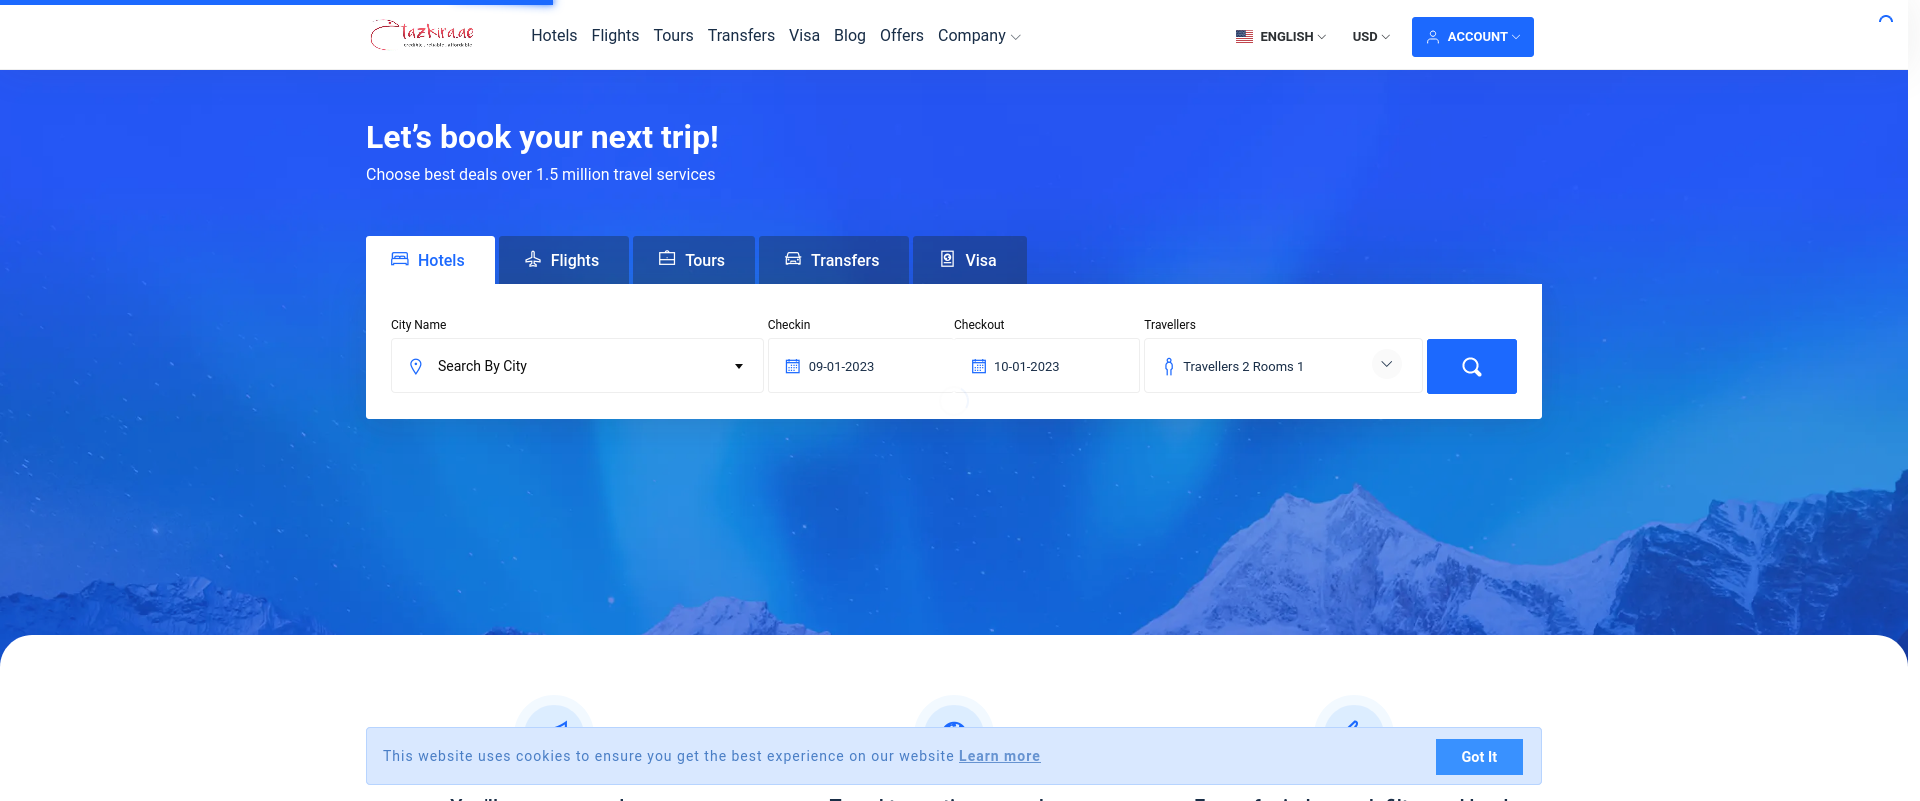 tazkira.ae
Hotels Flights Tours Transfers Visa Blog Offers Company
ENGLISH USD ACCOUNT
Let's book your next trip!
Choose best deals over 1.5 million travel services
Hotels Flights Tours Transfers Visa
City Name Checkin Checkout Travellers
Search By City 09-01-2023 10-01-2023 Travellers 2 Rooms 1
This website uses cookies to ensure you get the best experience on our website Learn more
Got It